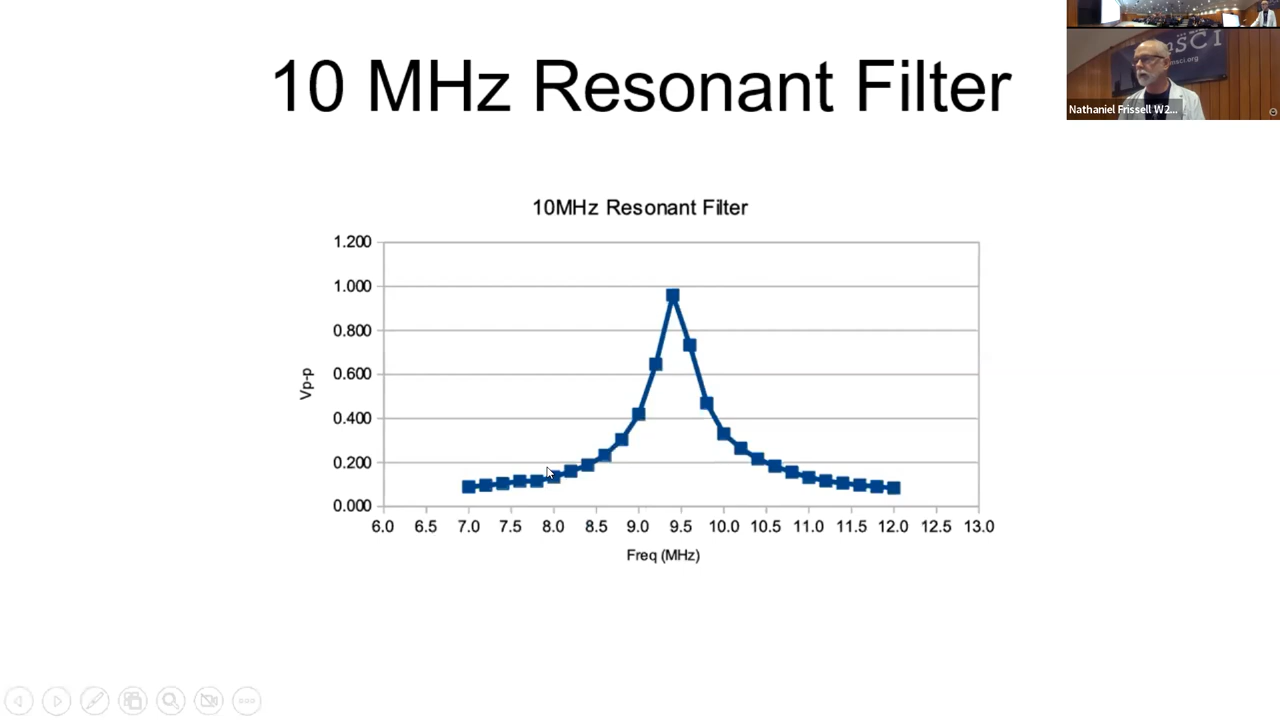 10 MHz Resonant Filter
nSCI
msci.org
Nathaniel Frissell W2...
10MHz Resonant Filter
1.200
1.000
0.800
0.600
0.400
0.200
0.000
Vp-p
6.0 6.5 7.0 7.5 8.0 8.5 9.0 9.5 10.0 10.5 11.0 11.5 12.0 12.5 13.0
Freq (MHz)